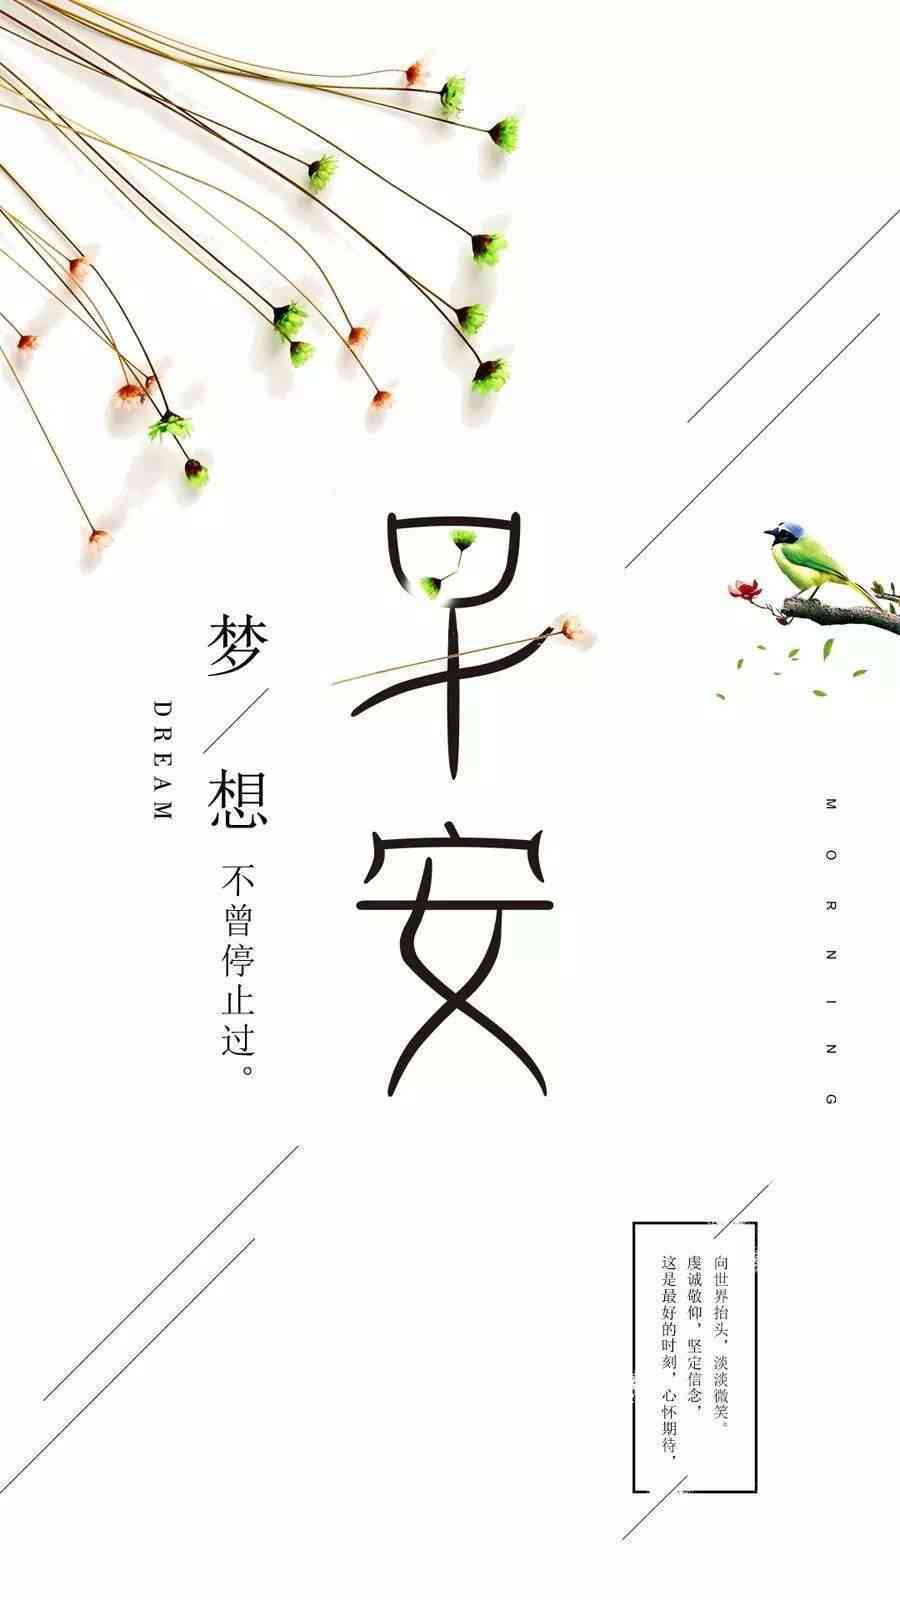 早安
梦想
不曾停止过。
DREAM
MORNING
这是最好的时刻，心怀期待，
虔诚敬仰，坚定信念，
向世界抬头，淡淡微笑。